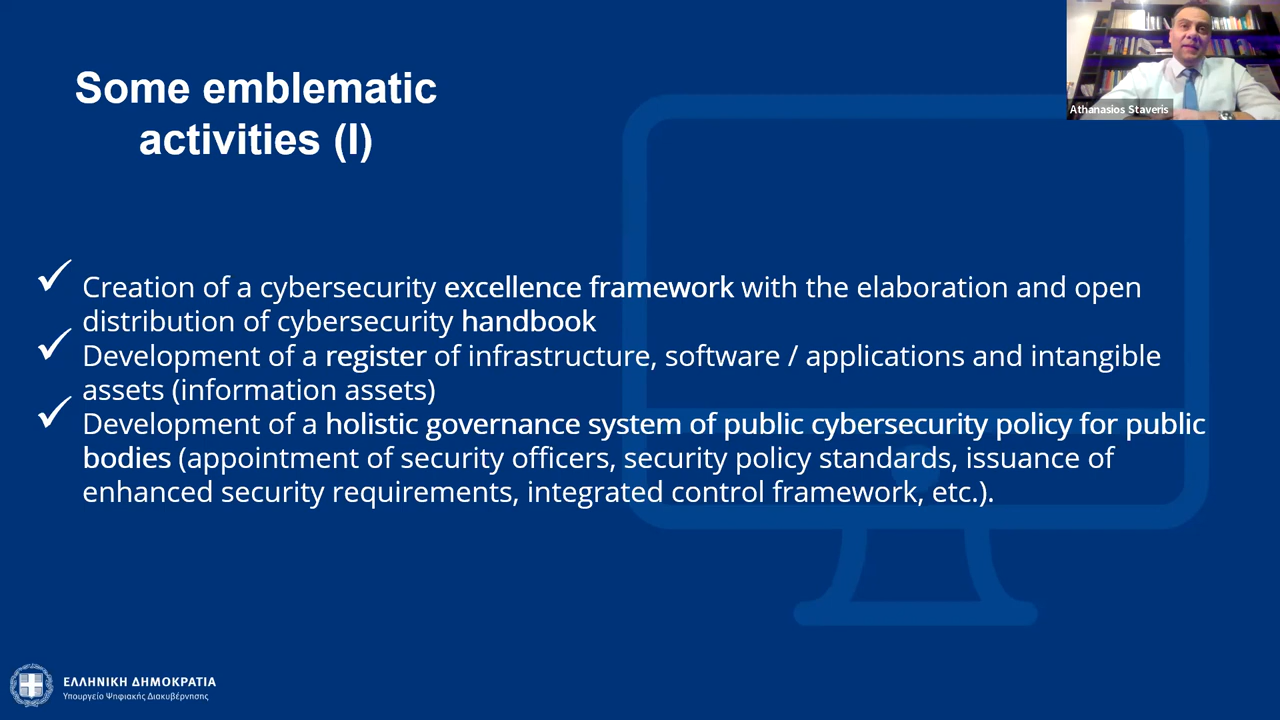 Some emblematic
activities (I)
Athanasios Staveris
Creation of a cybersecurity excellence framework with the elaboration and open
distribution of cybersecurity handbook
Development of a register of infrastructure, software / applications and intangible
assets (information assets)
Development of a holistic governance system of public cybersecurity policy for public
bodies (appointment of security officers, security policy standards, issuance of
enhanced security requirements, integrated control framework, etc.).
ΕΛΛΗΝΙΚΗ ΔΗΜΟΚΡΑΤΙΑ
Υπουργείο Ψηφιακής Διακυβέρνησης